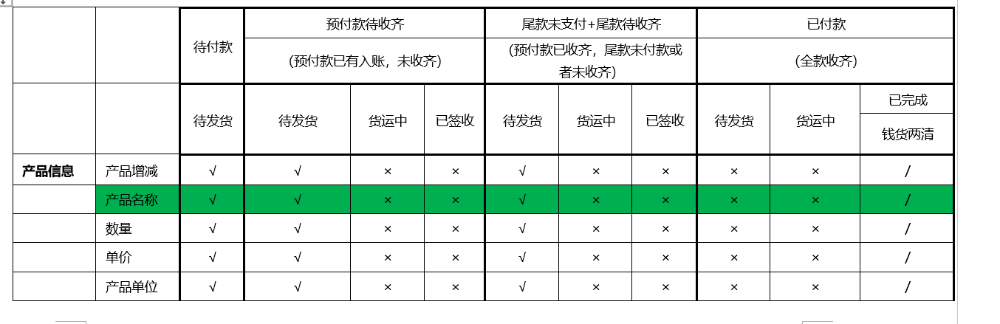 待付款 预付款待收齐 尾款未支付+尾款待收齐 已付款
(预付款已有入账，未收齐) (预付款已收齐，尾款未付款或
者未收齐) (全款收齐)
待发货 待发货 货运中 已签收 待发货 货运中 已签收 待发货 货运中 已完成
钱货两清
产品信息 产品增减 √ √ × × √ × × × × /
产品名称 √ √ × × √ × × × × /
数量 √ √ × × √ × × × × /
单价 √ √ × × √ × × × × /
产品单位 √ √ × × √ × × × × /